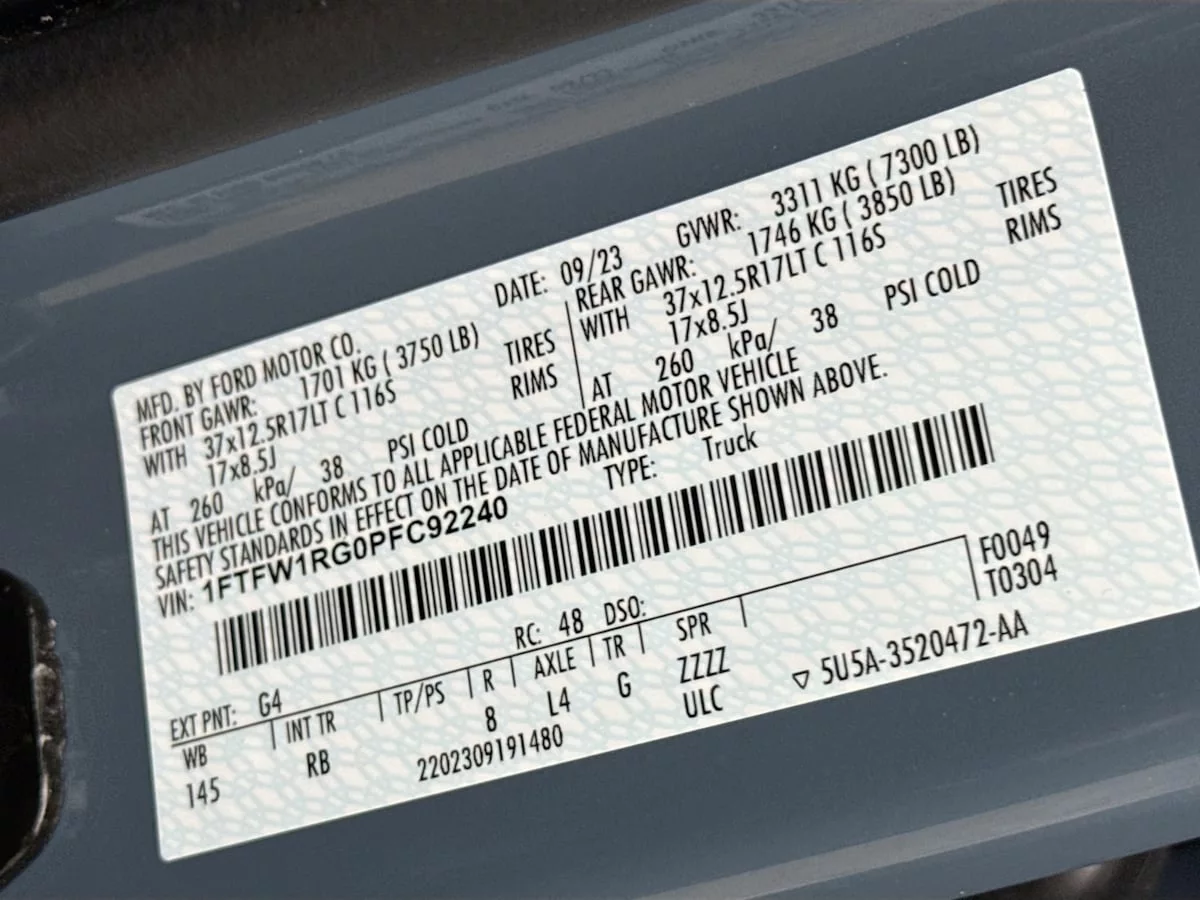 MFD. BY FORD MOTOR CO. DATE: 09/23 GVWR: 3311 KG ( 7300 LB)
FRONT GAWR: 1701 KG ( 3750 LB) REAR GAWR: 1746 KG ( 3850 LB)
WITH 37x12.5R17LT C 116S TIRES WITH 37x12.5R17LT C 116S TIRES
17x8.5J RIMS 17x8.5J RIMS
AT 260 kPa/ 38 PSI COLD AT 260 kPa/ 38 PSI COLD
THIS VEHICLE CONFORMS TO ALL APPLICABLE FEDERAL MOTOR VEHICLE
SAFETY STANDARDS IN EFFECT ON THE DATE OF MANUFACTURE SHOWN ABOVE.
VIN: 1FTFW1RG0PFC92240 TYPE: Truck
F0049
T0304
EXT PNT: G4 RC: 48 DSO:
WB INT TR TP/PS R AXLE TR SPR
145 RB 8 L4 G ZZZZ
2202309191480 ULC
▽ 5U5A-3520472-AA